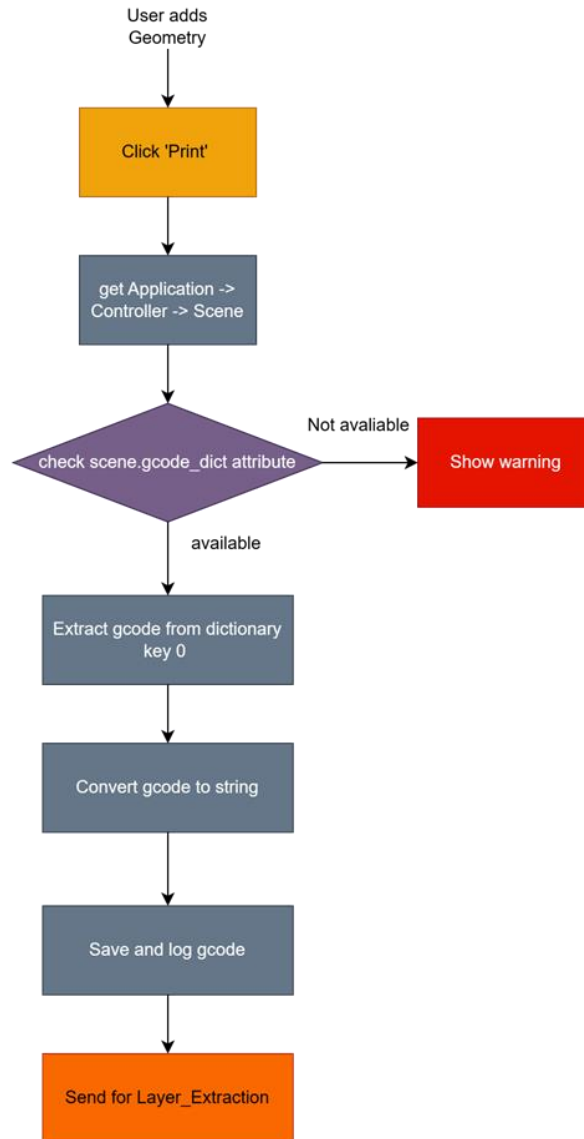 User adds
Geometry
Click 'Print'
get Application ->
Controller -> Scene
check scene.gcode_dict attribute
Not avaliable
Show warning
available
Extract gcode from dictionary
key 0
Convert gcode to string
Save and log gcode
Send for Layer_Extraction